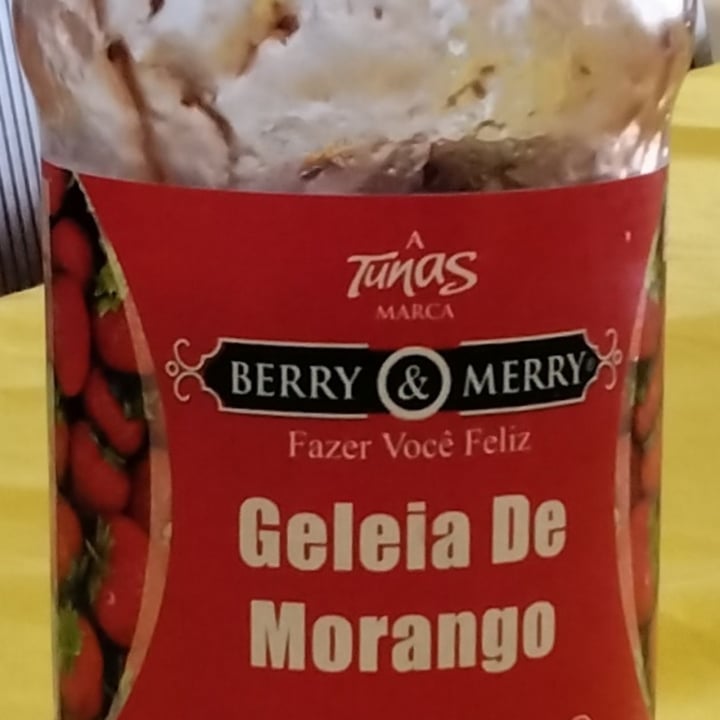 A
Tunas
MARCA
BERRY & MERRY
Fazer Você Feliz
Geleia De
Morango